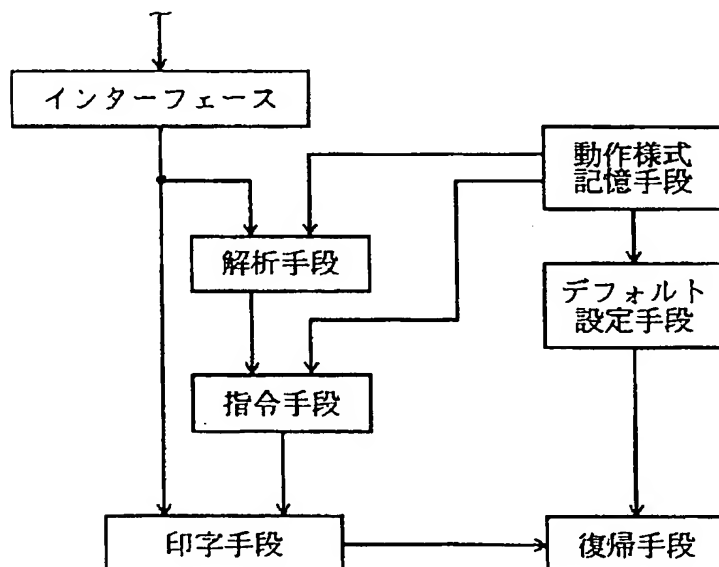 インターフェース
動作様式
記憶手段
解析手段
デフォルト
設定手段
指令手段
印字手段
復帰手段